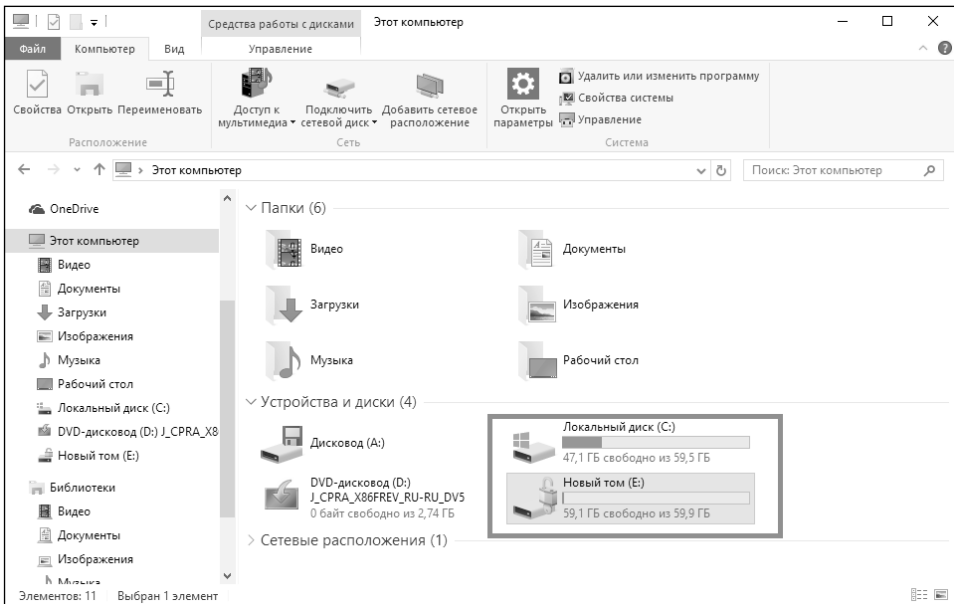 Средства работы с дисками
Этот компьютер
Файл
Компьютер
Вид
Управление
Свойства
Открыть
Переименовать
Доступ к мультимедиа
Подключить сетевой диск
Добавить сетевое расположение
Открыть параметры
Удалить или изменить программу
Свойства системы
Управление
Расположение
Сеть
Система
Этот компьютер
Поиск: Этот компьютер
OneDrive
Этот компьютер
Видео
Документы
Загрузки
Изображения
Музыка
Рабочий стол
Локальный диск (C:)
DVD-дисковод (D:) J_CPRA_X8
Новый том (E:)
Библиотеки
Видео
Документы
Изображения
Музыка
Папки (6)
Видео
Документы
Загрузки
Изображения
Музыка
Рабочий стол
Устройства и диски (4)
Дисковод (A:)
Локальный диск (C:)
47,1 ГБ свободно из 59,5 ГБ
DVD-дисковод (D:)
J_CPRA_X86FREV_RU-RU_DV5
0 байт свободно из 2,74 ГБ
Новый том (E:)
59,1 ГБ свободно из 59,9 ГБ
Сетевые расположения (1)
Элементов: 11
Выбран 1 элемент